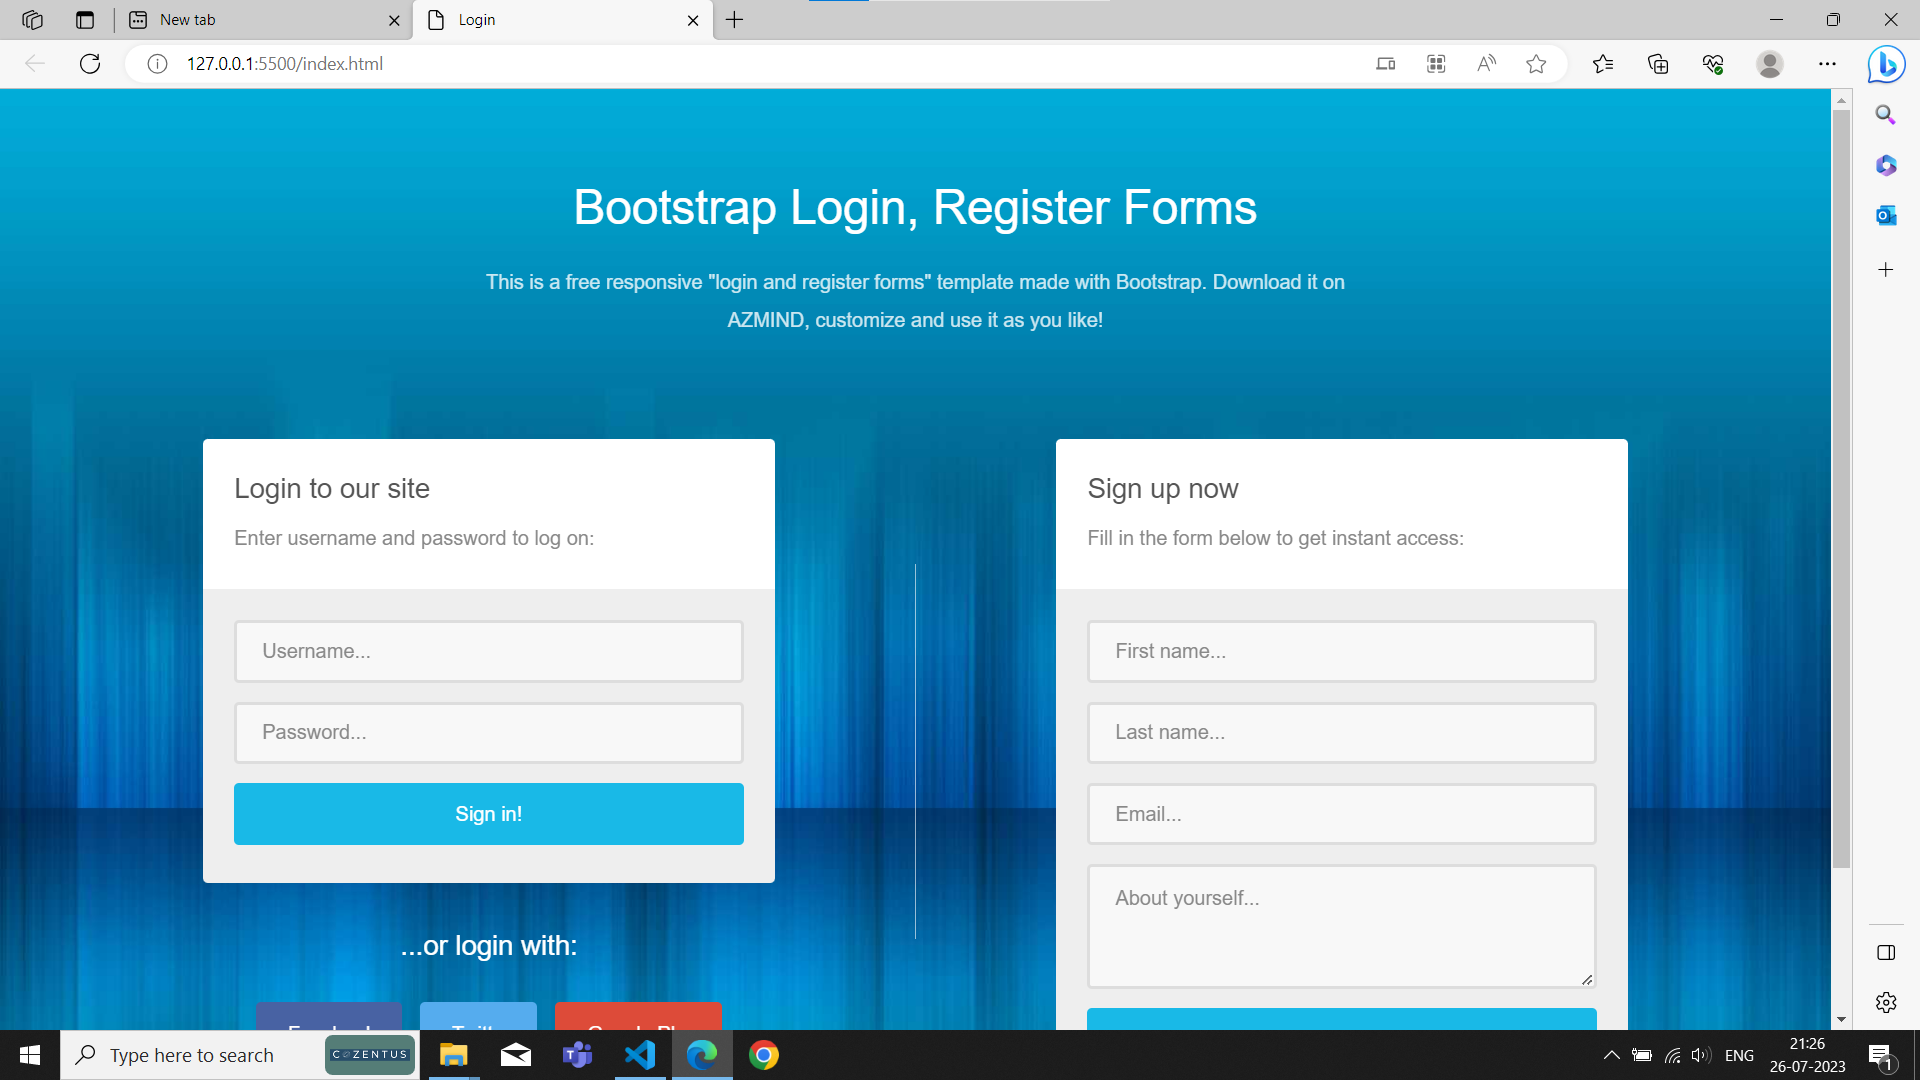 New tab
Login
127.0.0.1:5500/index.html
Bootstrap Login, Register Forms
This is a free responsive "login and register forms" template made with Bootstrap. Download it on
AZMIND, customize and use it as you like!
Login to our site
Enter username and password to log on:
Username...
Password...
Sign in!
...or login with:
Sign up now
Fill in the form below to get instant access:
First name...
Last name...
Email...
About yourself...
Type here to search
COZENTUS
ENG
21:26
26-07-2023
1